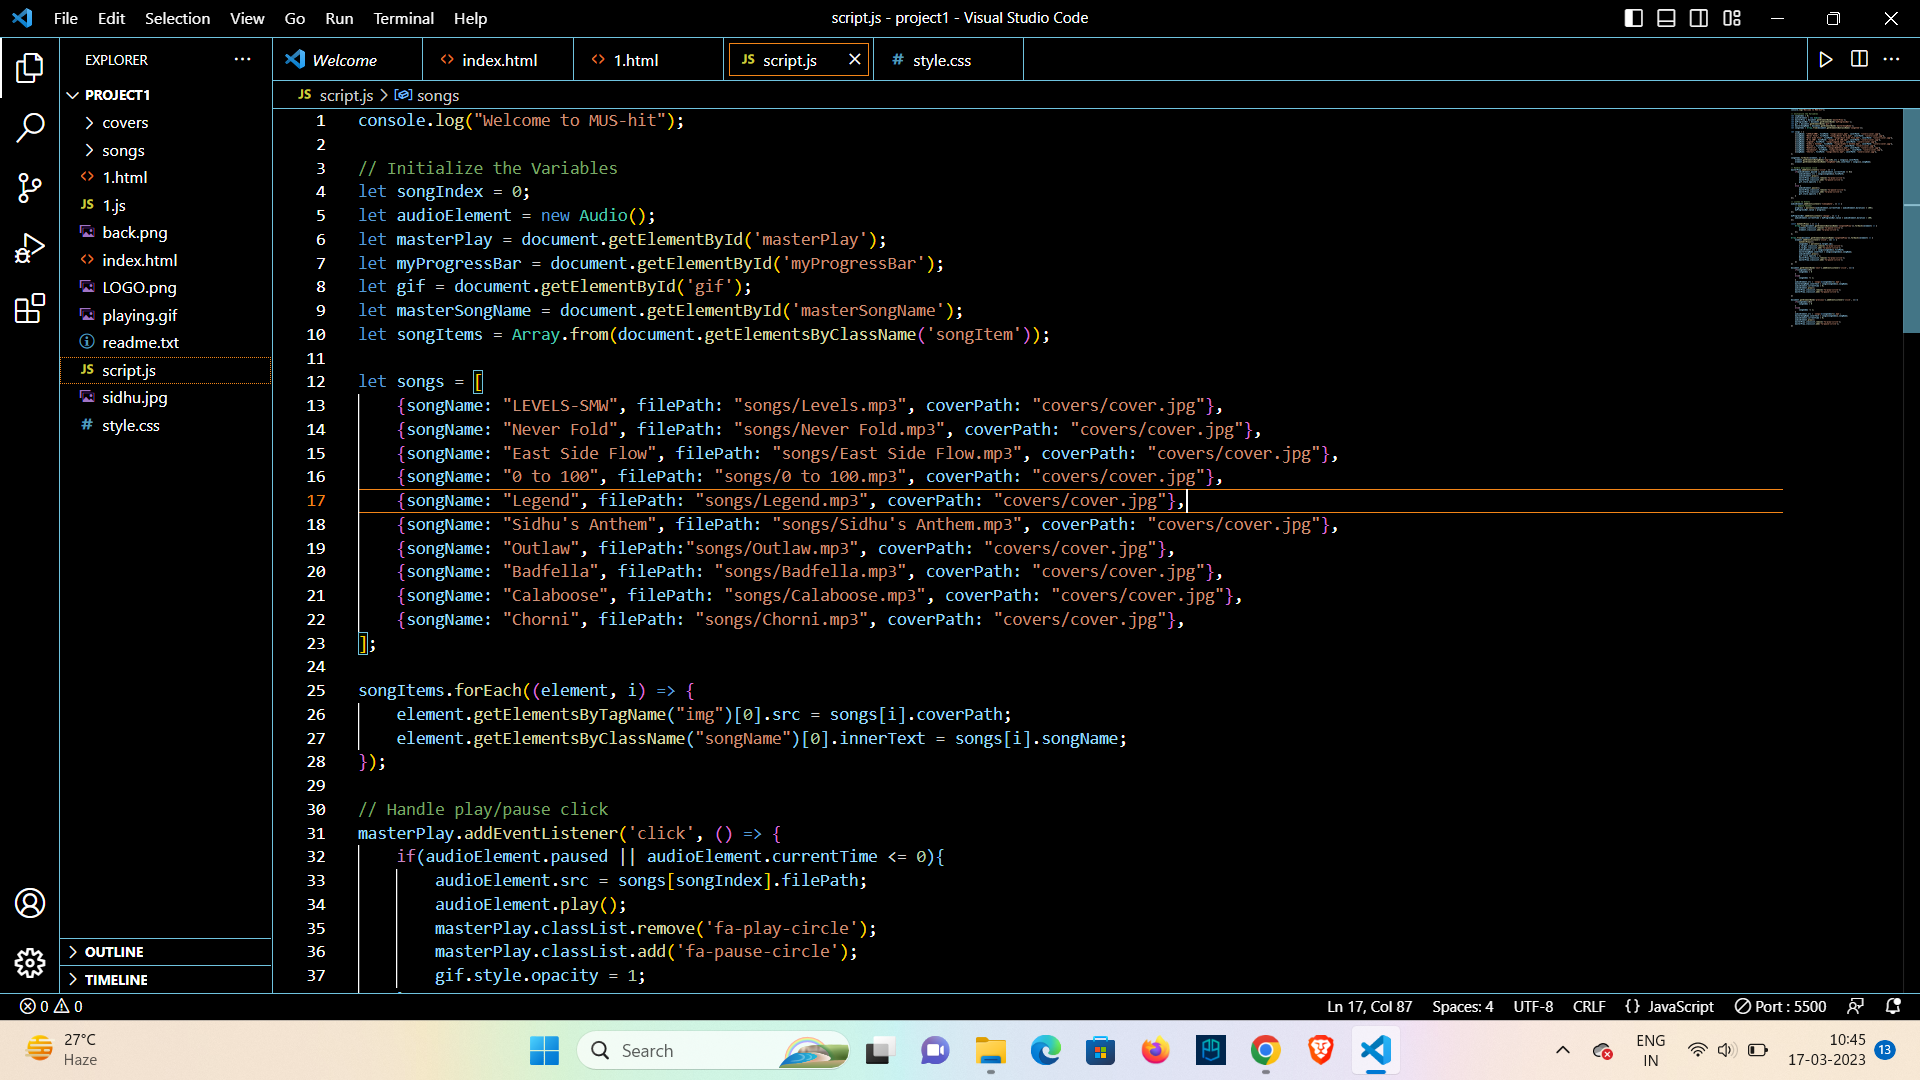 File Edit Selection View Go Run Terminal Help
script.js - project1 - Visual Studio Code
EXPLORER
PROJECT1
covers
songs
1.html
JS 1.js
back.png
index.html
LOGO.png
playing.gif
readme.txt
JS script.js
sidhu.jpg
# style.css
OUTLINE
TIMELINE
Welcome
index.html
1.html
JS script.js
# style.css
JS script.js > songs
1 console.log("Welcome to MUS-hit");
2
3 // Initialize the Variables
4 let songIndex = 0;
5 let audioElement = new Audio();
6 let masterPlay = document.getElementById('masterPlay');
7 let myProgressBar = document.getElementById('myProgressBar');
8 let gif = document.getElementById('gif');
9 let masterSongName = document.getElementById('masterSongName');
10 let songItems = Array.from(document.getElementsByClassName('songItem'));
11
12 let songs = [
13 {songName: "LEVELS-SMW", filePath: "songs/Levels.mp3", coverPath: "covers/cover.jpg"},
14 {songName: "Never Fold", filePath: "songs/Never Fold.mp3", coverPath: "covers/cover.jpg"},
15 {songName: "East Side Flow", filePath: "songs/East Side Flow.mp3", coverPath: "covers/cover.jpg"},
16 {songName: "0 to 100", filePath: "songs/0 to 100.mp3", coverPath: "covers/cover.jpg"},
17 {songName: "Legend", filePath: "songs/Legend.mp3", coverPath: "covers/cover.jpg"},
18 {songName: "Sidhu's Anthem", filePath: "songs/Sidhu's Anthem.mp3", coverPath: "covers/cover.jpg"},
19 {songName: "Outlaw", filePath:"songs/Outlaw.mp3", coverPath: "covers/cover.jpg"},
20 {songName: "Badfella", filePath: "songs/Badfella.mp3", coverPath: "covers/cover.jpg"},
21 {songName: "Calaboose", filePath: "songs/Calaboose.mp3", coverPath: "covers/cover.jpg"},
22 {songName: "Chorni", filePath: "songs/Chorni.mp3", coverPath: "covers/cover.jpg"},
23 ];
24
25 songItems.forEach((element, i) => {
26 element.getElementsByTagName("img")[0].src = songs[i].coverPath;
27 element.getElementsByClassName("songName")[0].innerText = songs[i].songName;
28 });
29
30 // Handle play/pause click
31 masterPlay.addEventListener('click', () => {
32 if(audioElement.paused || audioElement.currentTime <= 0){
33 audioElement.src = songs[songIndex].filePath;
34 audioElement.play();
35 masterPlay.classList.remove('fa-play-circle');
36 masterPlay.classList.add('fa-pause-circle');
37 gif.style.opacity = 1;
0 0
Ln 17, Col 87 Spaces: 4 UTF-8 CRLF {} JavaScript Port : 5500
27°C
Haze
Search
ENG
IN
10:45
17-03-2023
13